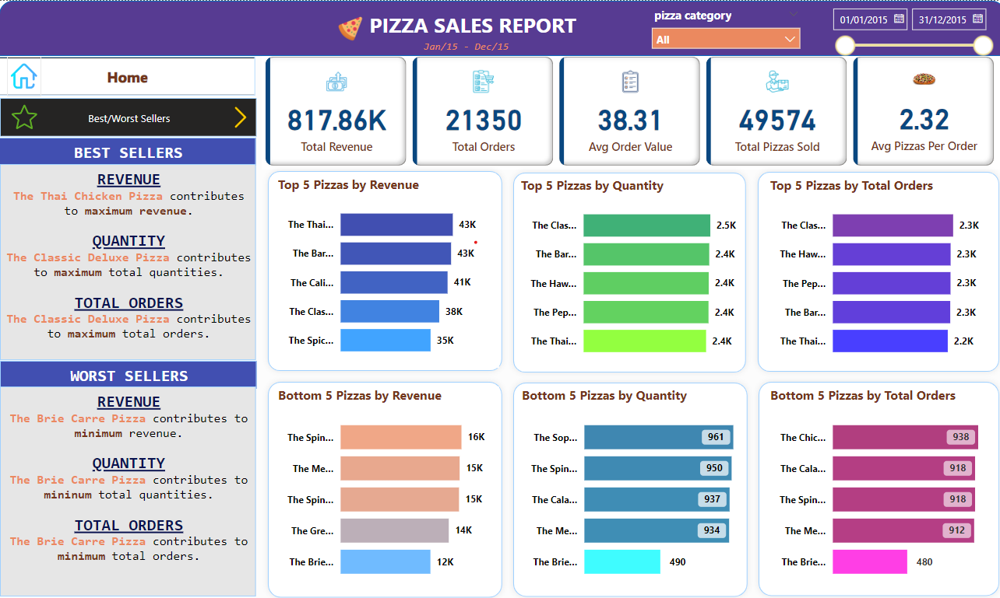 PIZZA SALES REPORT
Jan/15 - Dec/15
pizza category
All
01/01/2015
31/12/2015
Home
Best/Worst Sellers
BEST SELLERS
REVENUE
The Thai Chicken Pizza contributes
to maximum revenue.
QUANTITY
The Classic Deluxe Pizza contributes
to maximum total quantities.
TOTAL ORDERS
The Classic Deluxe Pizza contributes
to maximum total orders.
WORST SELLERS
REVENUE
The Brie Carre Pizza contributes to
minimum revenue.
QUANTITY
The Brie Carre Pizza contributes to
mininum total quantities.
TOTAL ORDERS
The Brie Carre Pizza contributes to
minimum total orders.
817.86K
Total Revenue
21350
Total Orders
38.31
Avg Order Value
49574
Total Pizzas Sold
2.32
Avg Pizzas Per Order
Top 5 Pizzas by Revenue
The Thai... 43K
The Bar... 43K
The Cali... 41K
The Clas... 38K
The Spic... 35K
Top 5 Pizzas by Quantity
The Clas... 2.5K
The Bar... 2.4K
The Haw... 2.4K
The Pep... 2.4K
The Thai... 2.4K
Top 5 Pizzas by Total Orders
The Clas... 2.3K
The Haw... 2.3K
The Pep... 2.3K
The Bar... 2.3K
The Thai... 2.2K
Bottom 5 Pizzas by Revenue
The Spin... 16K
The Me... 15K
The Spin... 15K
The Gre... 14K
The Brie... 12K
Bottom 5 Pizzas by Quantity
The Sop... 961
The Spin... 950
The Cala... 937
The Me... 934
The Brie... 490
Bottom 5 Pizzas by Total Orders
The Chic... 938
The Cala... 918
The Spin... 918
The Me... 912
The Brie... 480